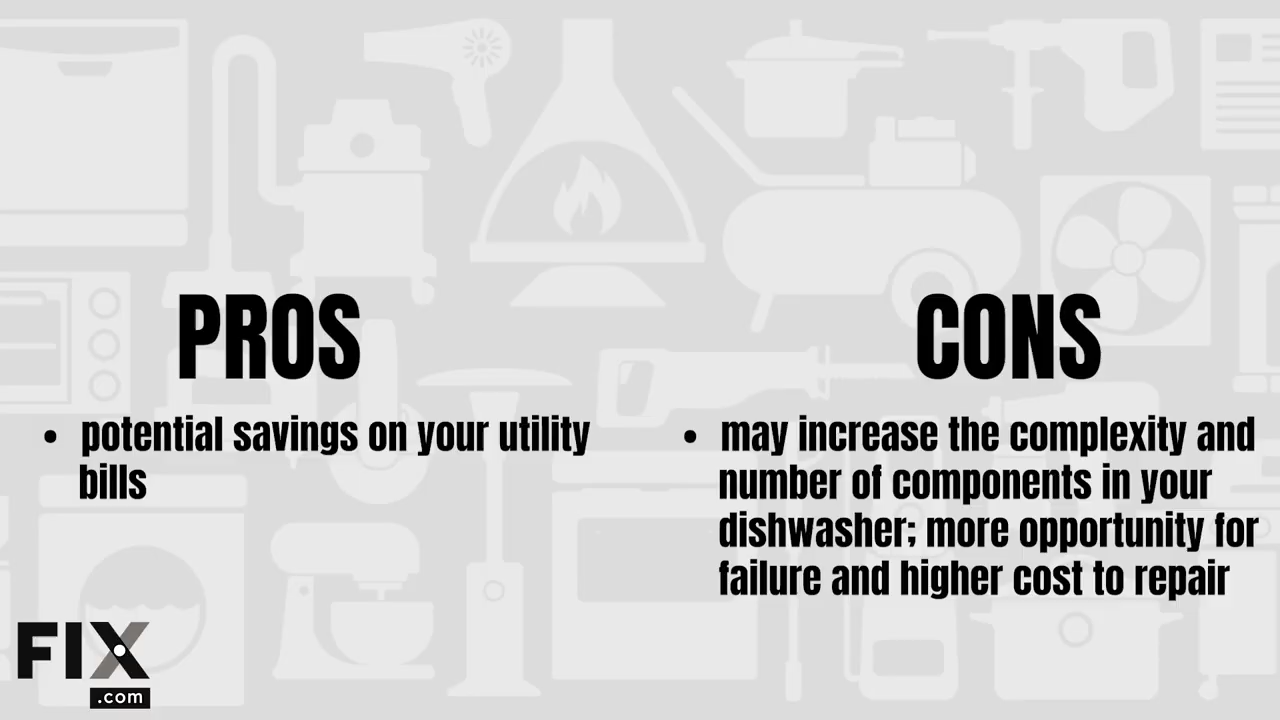 PROS
• potential savings on your utility
bills
CONS
• may increase the complexity and
number of components in your
dishwasher; more opportunity for
failure and higher cost to repair
FIX
.com